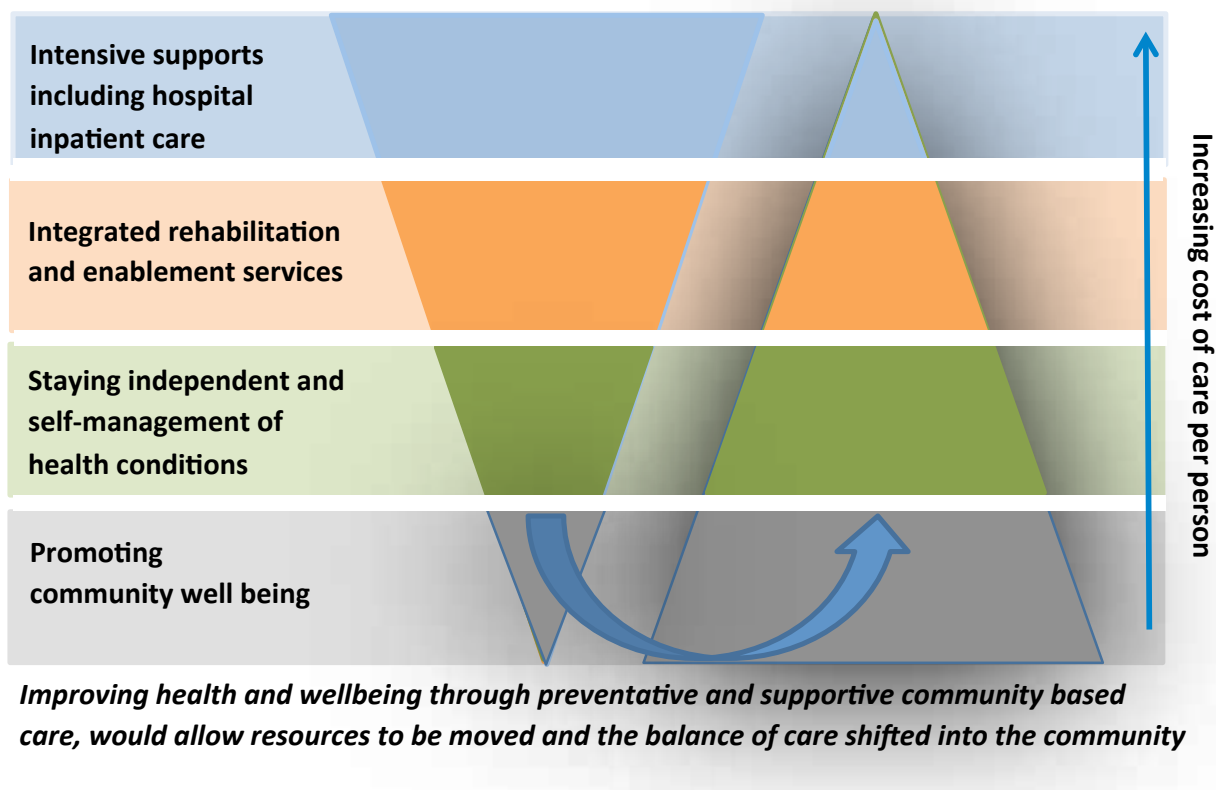 Intensive supports
including hospital
inpatient care
Integrated rehabilitation
and enablement services
Staying independent and
self-management of
health conditions
Promoting
community well being
Increasing cost of care per person
Improving health and wellbeing through preventative and supportive community based
care, would allow resources to be moved and the balance of care shifted into the community